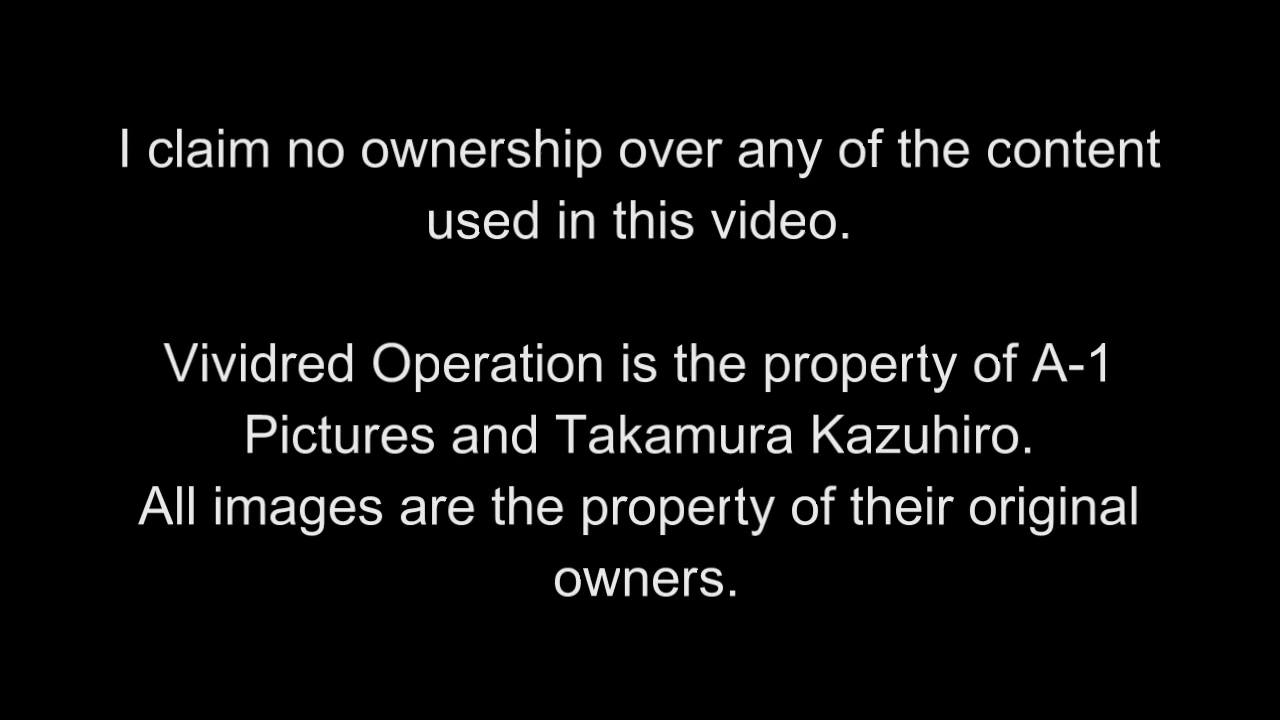 I claim no ownership over any of the content
used in this video.
Vividred Operation is the property of A-1
Pictures and Takamura Kazuhiro.
All images are the property of their original
owners.